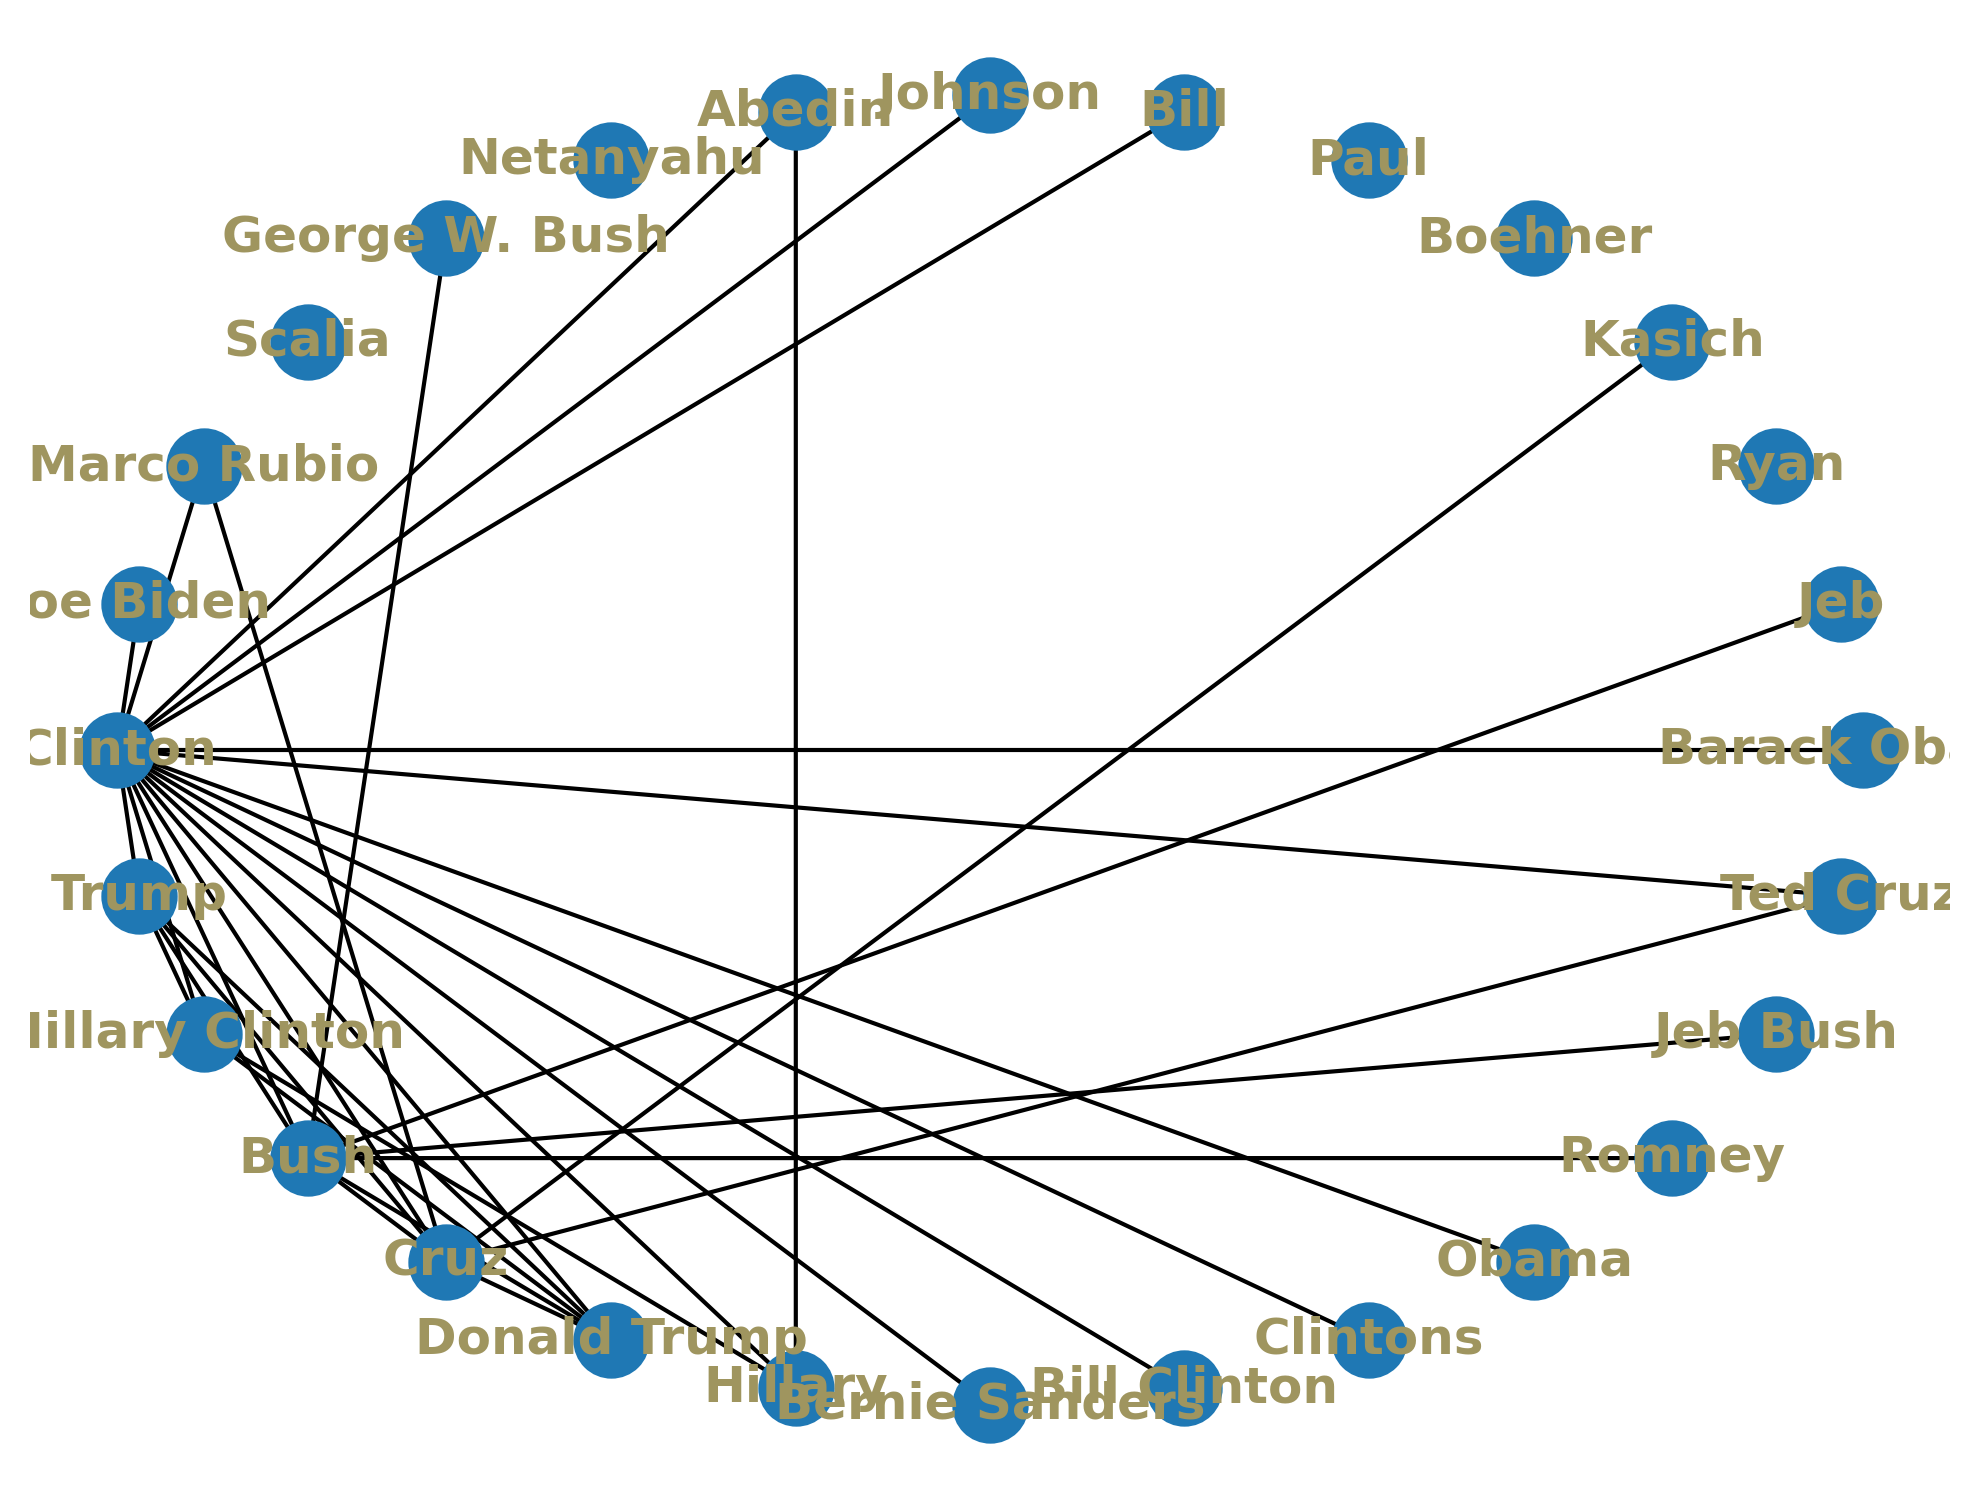 Johnson
Abedin
Bill
Netanyahu
Paul
George W. Bush
Boehner
Scalia
Kasich
Marco Rubio
Ryan
oe Biden
Jeb
Clinton
Barack Oba
Trump
Ted Cruz
Hillary Clinton
Jeb Bush
Bush
Romney
Cruz
Obama
Donald Trump
Clintons
Hillary
Bill Clinton
Bernie Sanders